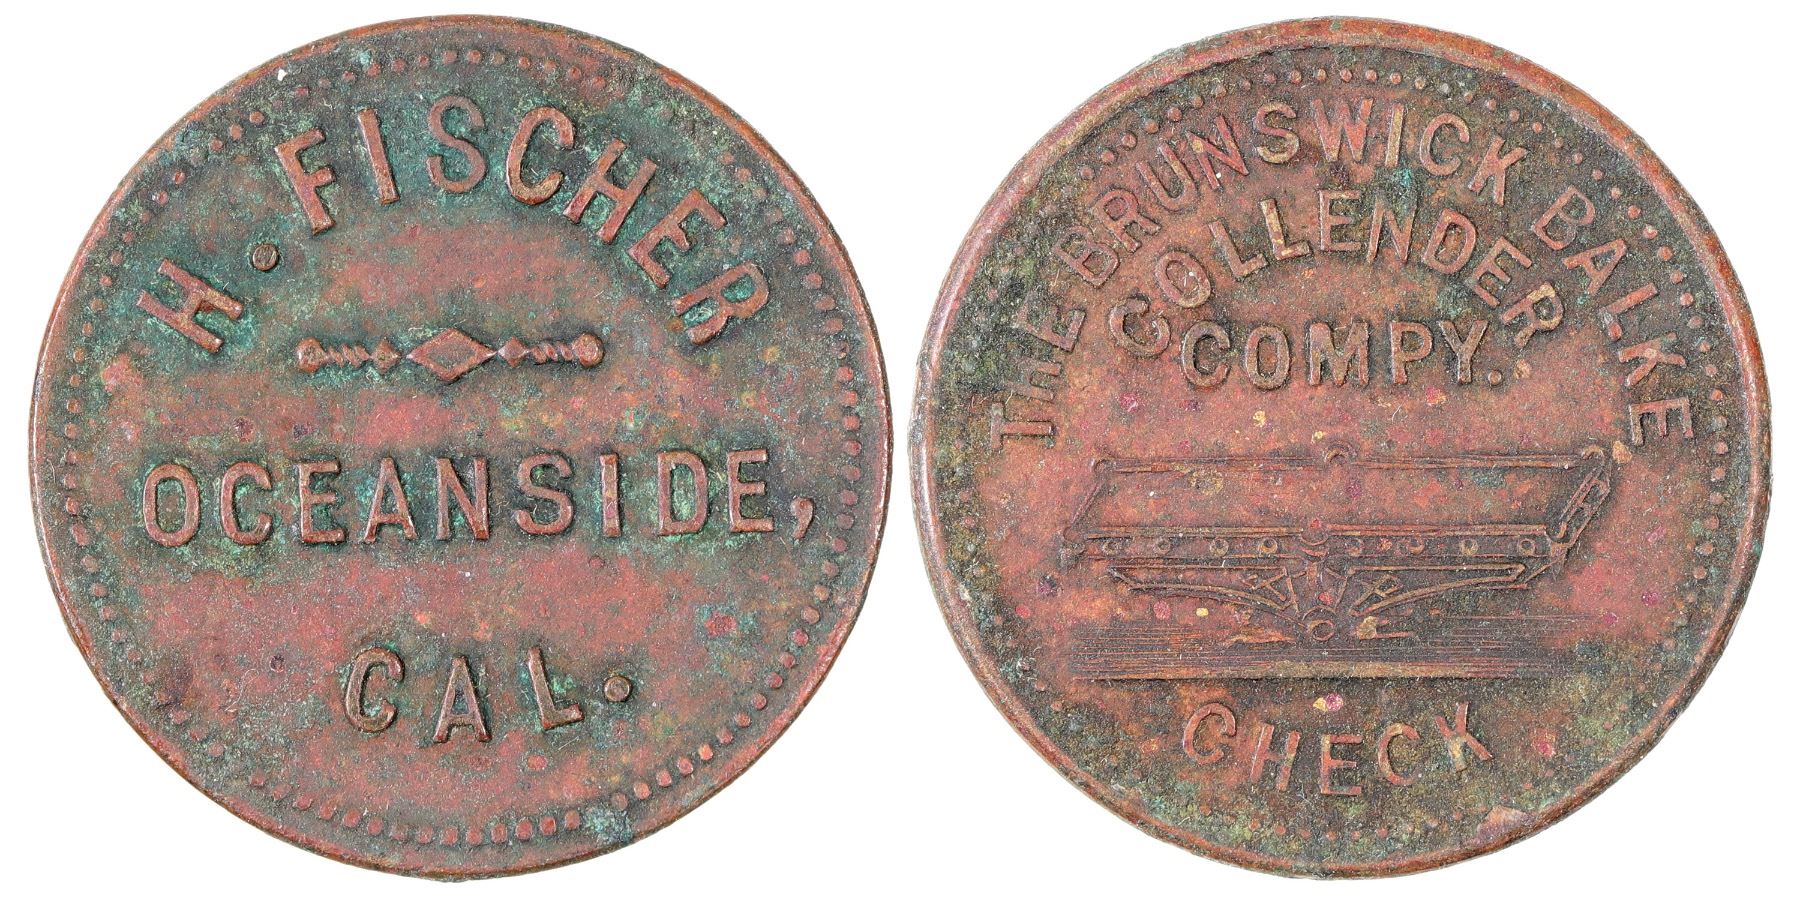 H. FISCHER
OCEANSIDE,
CAL.
ThE BRUNSWICK BALKE
COLLENDER
COMPY.
CHECK